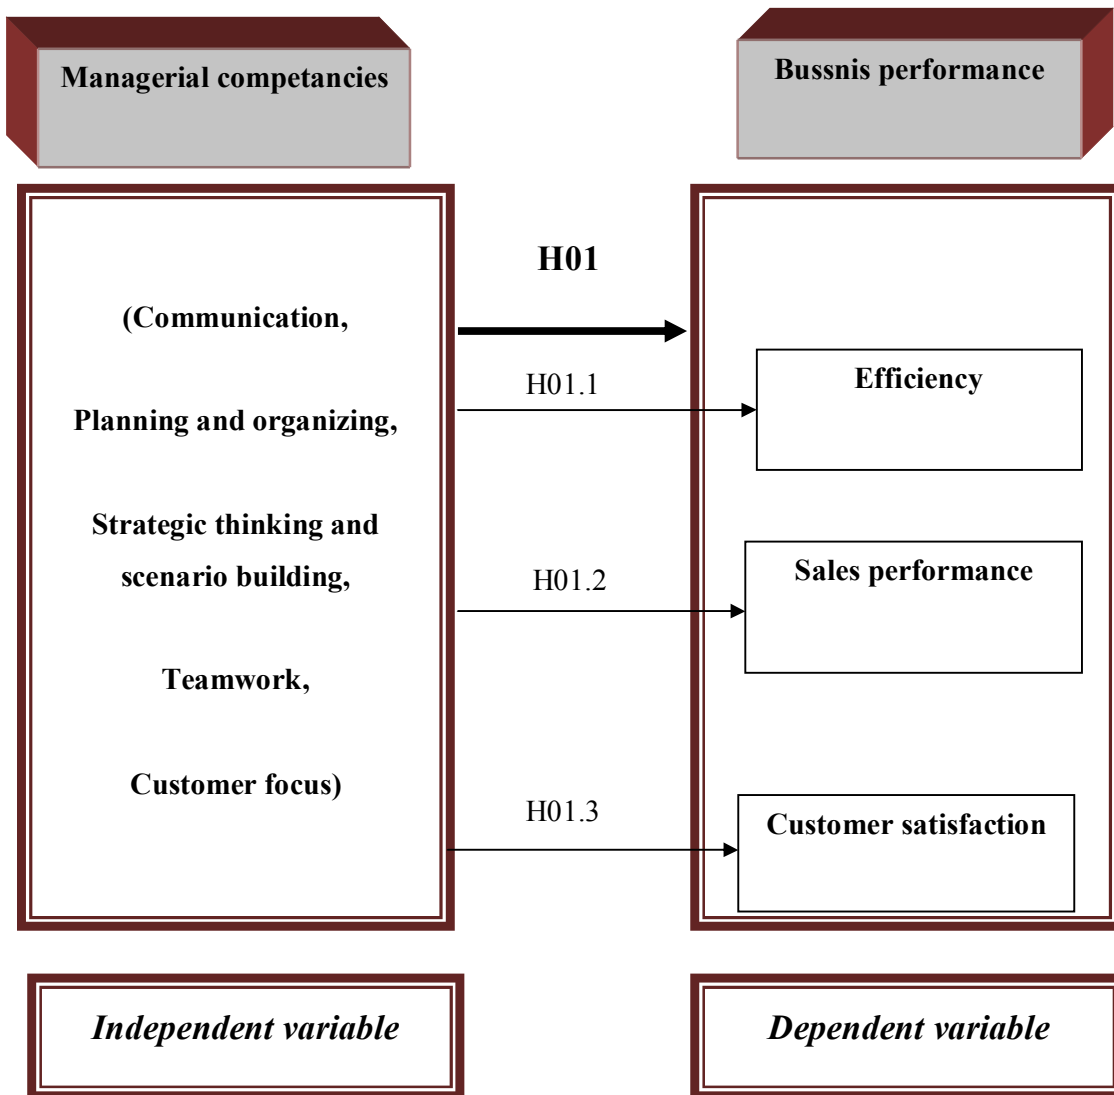 Managerial competancies
Bussnis performance
H01
(Communication,
Planning and organizing,
Strategic thinking and
scenario building,
Teamwork,
Customer focus)
H01.1
H01.2
H01.3
Efficiency
Sales performance
Customer satisfaction
Independent variable
Dependent variable